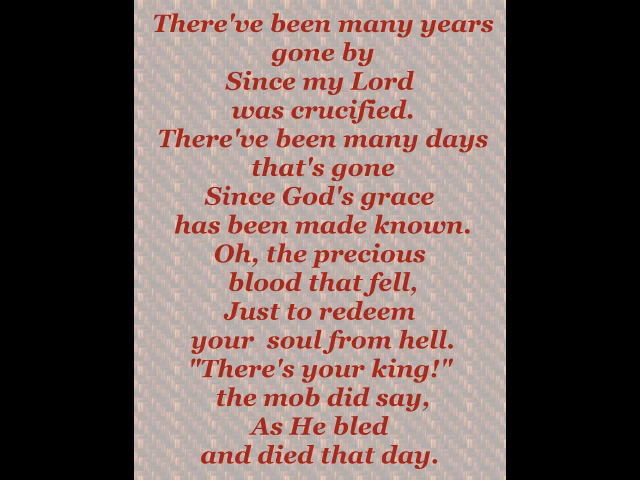 There've been many years
gone by
Since my Lord
was crucified.
There've been many days
that's gone
Since God's grace
has been made known.
Oh, the precious
blood that fell,
Just to redeem
your  soul from hell.
"There's your king!"
the mob did say,
As He bled
and died that day.